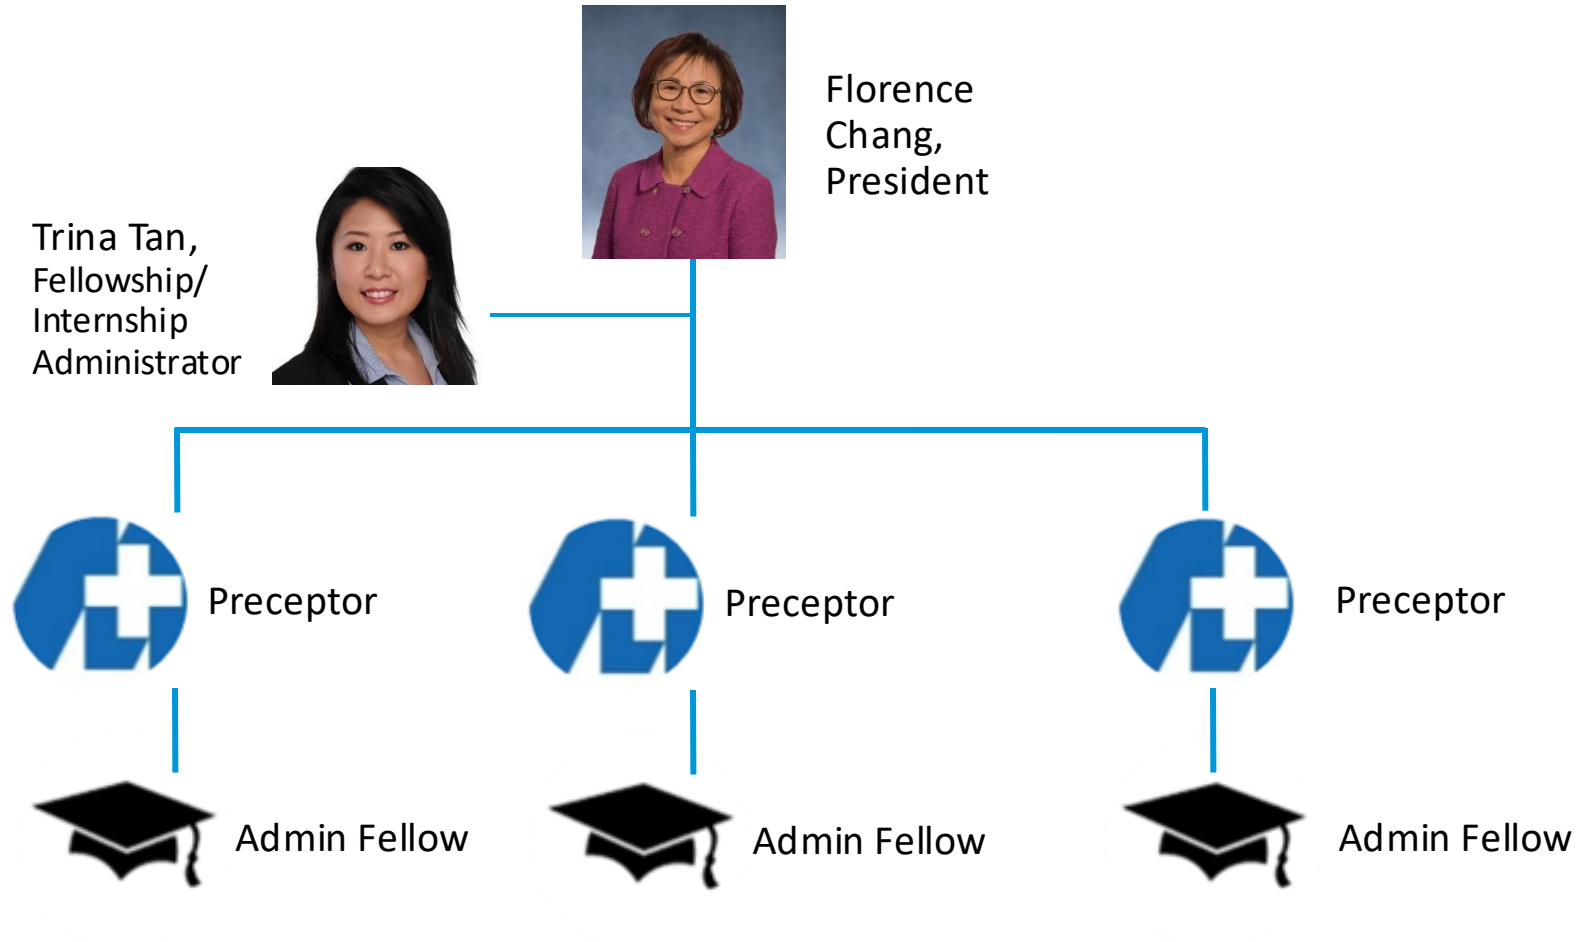 Florence
Chang,
President
Trina Tan,
Fellowship/
Internship
Administrator
Preceptor
Preceptor
Preceptor
Admin Fellow
Admin Fellow
Admin Fellow